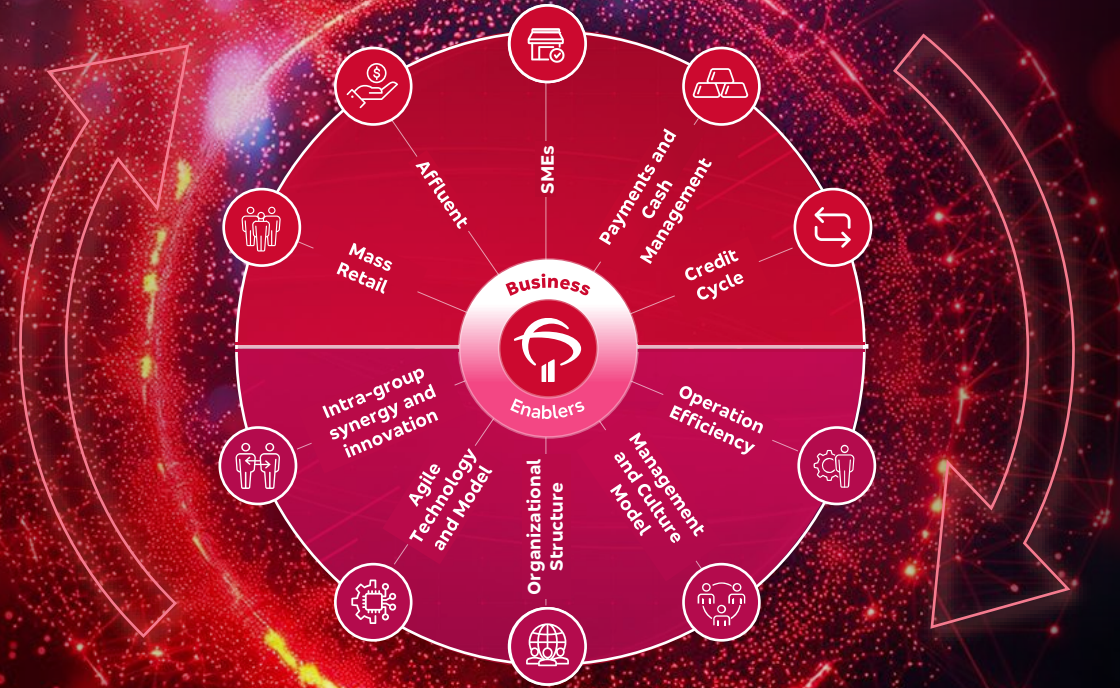 Affluent
SMEs
Payments and
Cash
Management
Mass
Retail
Credit
Cycle
Business
Enablers
Intra-group
synergy and
innovation
Agile
Technology
and Model
Organizational
Structure
Management
and Culture
Model
Operation
Efficiency
$